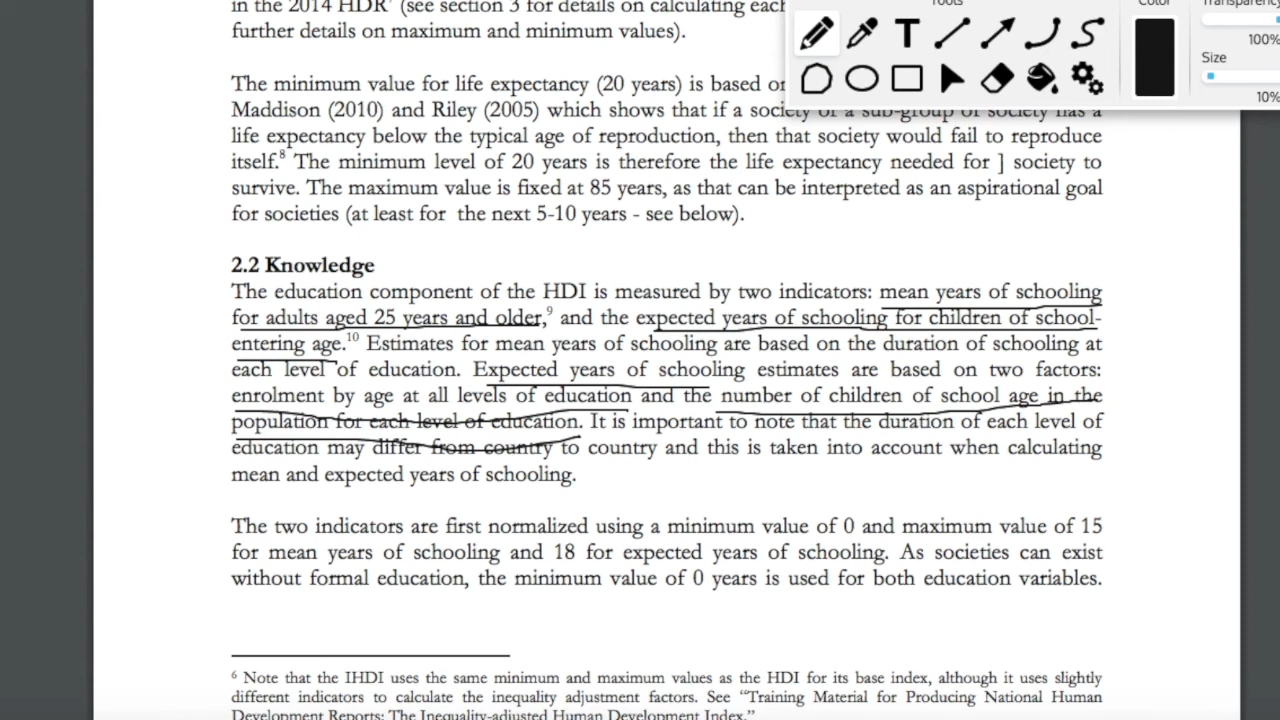 in the 2014 HDR⁷ (see section 3 for details on calculating each
further details on maximum and minimum values).
Tools
Color
Transparency
100%
Size
10%
The minimum value for life expectancy (20 years) is based on
Maddison (2010) and Riley (2005) which shows that if a society or a sub-group of society has a
life expectancy below the typical age of reproduction, then that society would fail to reproduce
itself.⁸ The minimum level of 20 years is therefore the life expectancy needed for ] society to
survive. The maximum value is fixed at 85 years, as that can be interpreted as an aspirational goal
for societies (at least for the next 5-10 years - see below).
2.2 Knowledge
The education component of the HDI is measured by two indicators: mean years of schooling
for adults aged 25 years and older,⁹ and the expected years of schooling for children of school-
entering age.¹⁰ Estimates for mean years of schooling are based on the duration of schooling at
each level of education. Expected years of schooling estimates are based on two factors:
enrolment by age at all levels of education and the number of children of school age in the
population for each level of education. It is important to note that the duration of each level of
education may differ from country to country and this is taken into account when calculating
mean and expected years of schooling.
The two indicators are first normalized using a minimum value of 0 and maximum value of 15
for mean years of schooling and 18 for expected years of schooling. As societies can exist
without formal education, the minimum value of 0 years is used for both education variables.
⁶ Note that the IHDI uses the same minimum and maximum values as the HDI for its base index, although it uses slightly
different indicators to calculate the inequality adjustment factors. See “Training Material for Producing National Human
Development Reports: The Inequality-adjusted Human Development Index.”